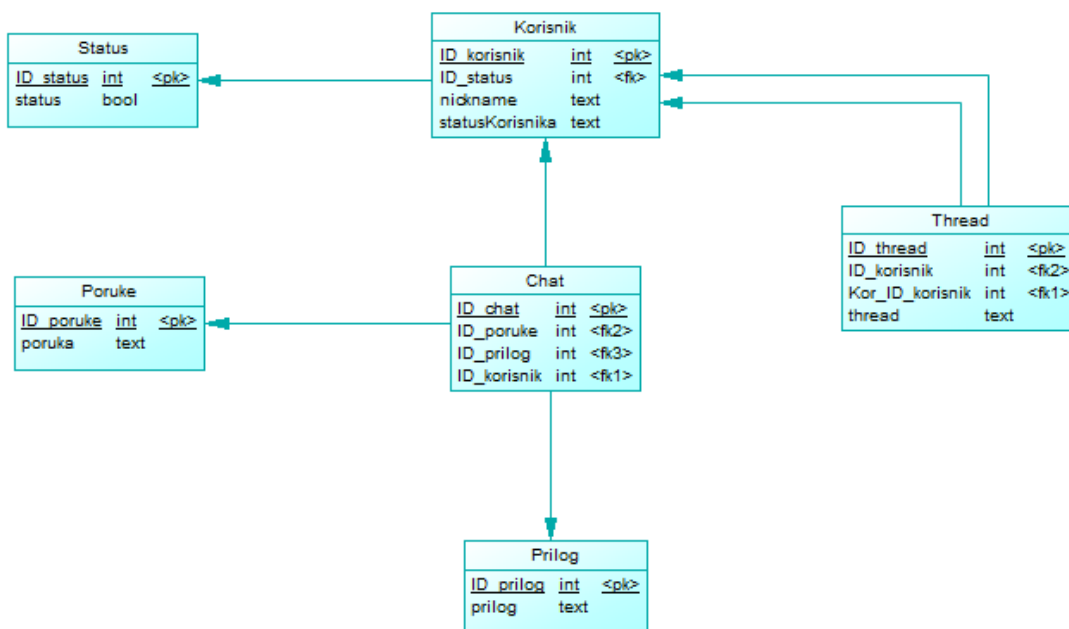 Status
ID_status int <pk>
status bool
Korisnik
ID_korisnik int <pk>
ID_status int <fk>
nickname text
statusKorisnika text
Thread
ID_thread int <pk>
ID_korisnik int <fk2>
Kor_ID_korisnik int <fk1>
thread text
Poruke
ID_poruke int <pk>
poruka text
Chat
ID_chat int <pk>
ID_poruke int <fk2>
ID_prilog int <fk3>
ID_korisnik int <fk1>
Prilog
ID_prilog int <pk>
prilog text